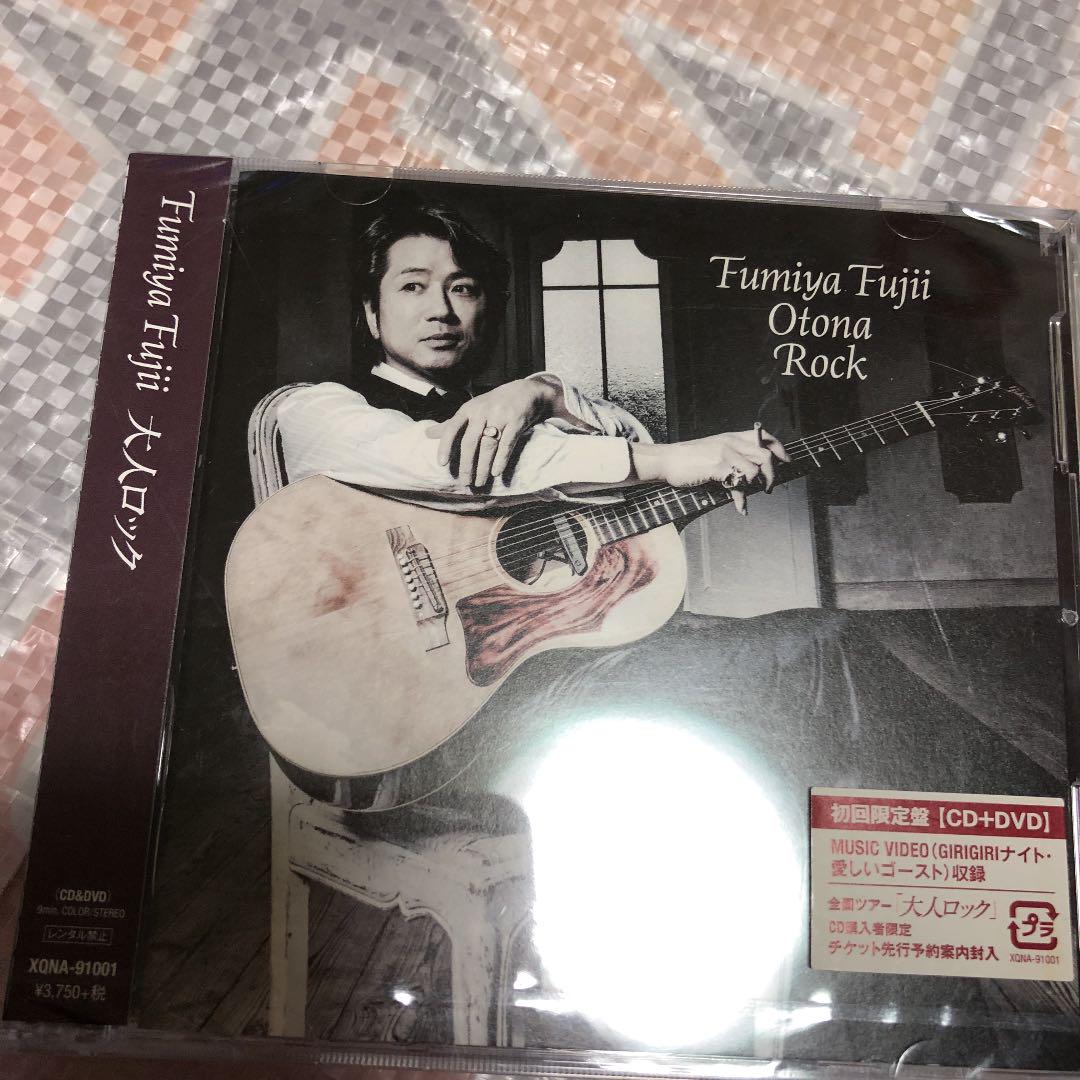 Fumiya Fujii 大人ロック
(CD&DVD)
9min. COLOR/STEREO
レンタル禁止
XQNA-91001
¥3,750+税
Fumiya Fujii
Otona
Rock
初回限定盤【CD+DVD】
MUSIC VIDEO(GIRIGIRIナイト・
愛しいゴースト)収録
全国ツアー「大人ロック」
CD購入者限定
チケット先行予約案内封入
プラ
XQNA-91001